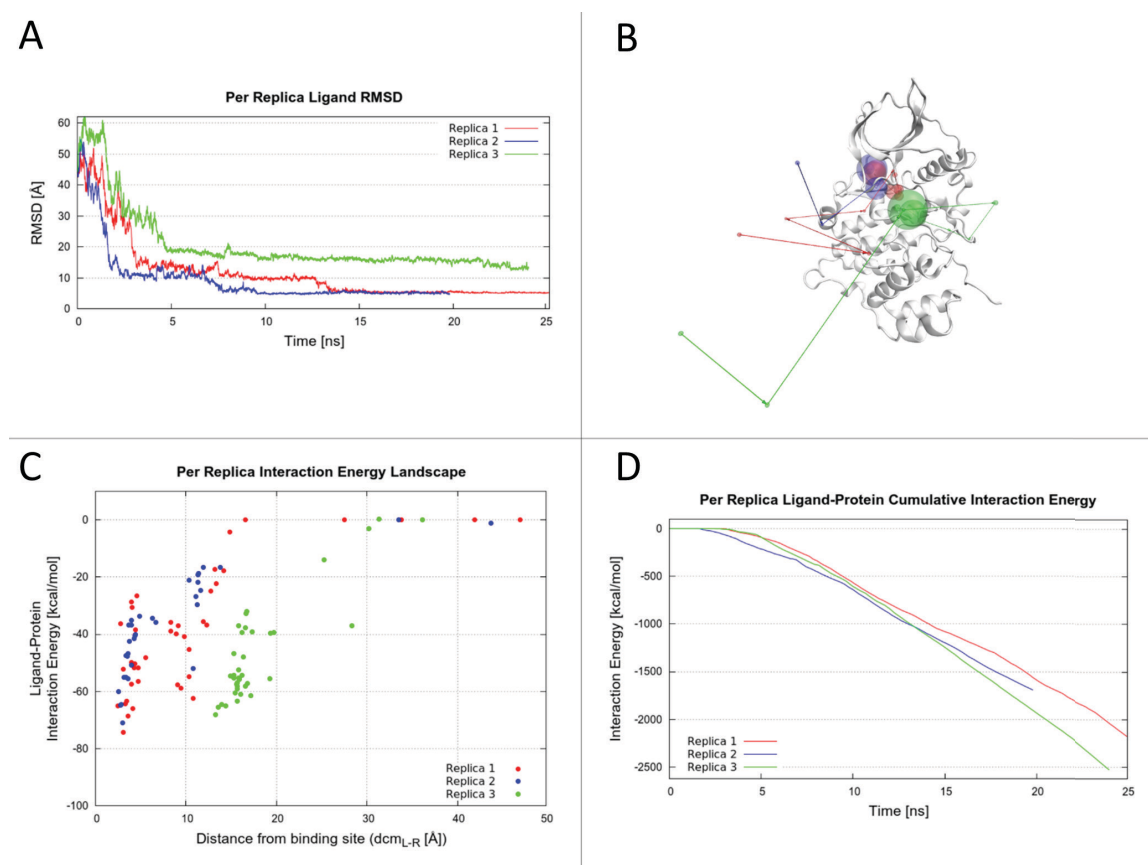 A
Per Replica Ligand RMSD
RMSD [Å]
60
50
40
30
20
10
0
Replica 1
Replica 2
Replica 3
0
5
10
15
20
25
Time [ns]
B
C
Per Replica Interaction Energy Landscape
Ligand-Protein
Interaction Energy [kcal/mol]
0
-20
-40
-60
-80
-100
Replica 1
Replica 2
Replica 3
0
10
20
30
40
50
Distance from binding site (dcmL-R [Å])
D
Per Replica Ligand-Protein Cumulative Interaction Energy
Interaction Energy [kcal/mol]
0
-500
-1000
-1500
-2000
-2500
Replica 1
Replica 2
Replica 3
0
5
10
15
20
25
Time [ns]